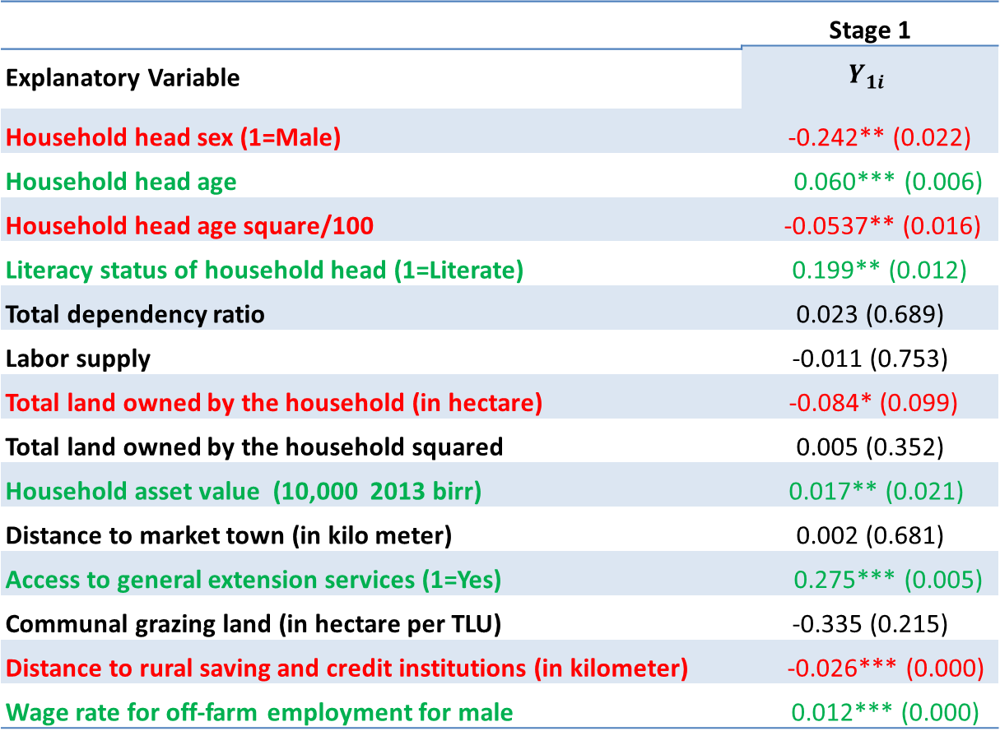 Stage 1
Explanatory Variable Y1i
Household head sex (1=Male) -0.242** (0.022)
Household head age 0.060*** (0.006)
Household head age square/100 -0.0537** (0.016)
Literacy status of household head (1=Literate) 0.199** (0.012)
Total dependency ratio 0.023 (0.689)
Labor supply -0.011 (0.753)
Total land owned by the household (in hectare) -0.084* (0.099)
Total land owned by the household squared 0.005 (0.352)
Household asset value (10,000 2013 birr) 0.017** (0.021)
Distance to market town (in kilo meter) 0.002 (0.681)
Access to general extension services (1=Yes) 0.275*** (0.005)
Communal grazing land (in hectare per TLU) -0.335 (0.215)
Distance to rural saving and credit institutions (in kilometer) -0.026*** (0.000)
Wage rate for off-farm employment for male 0.012*** (0.000)